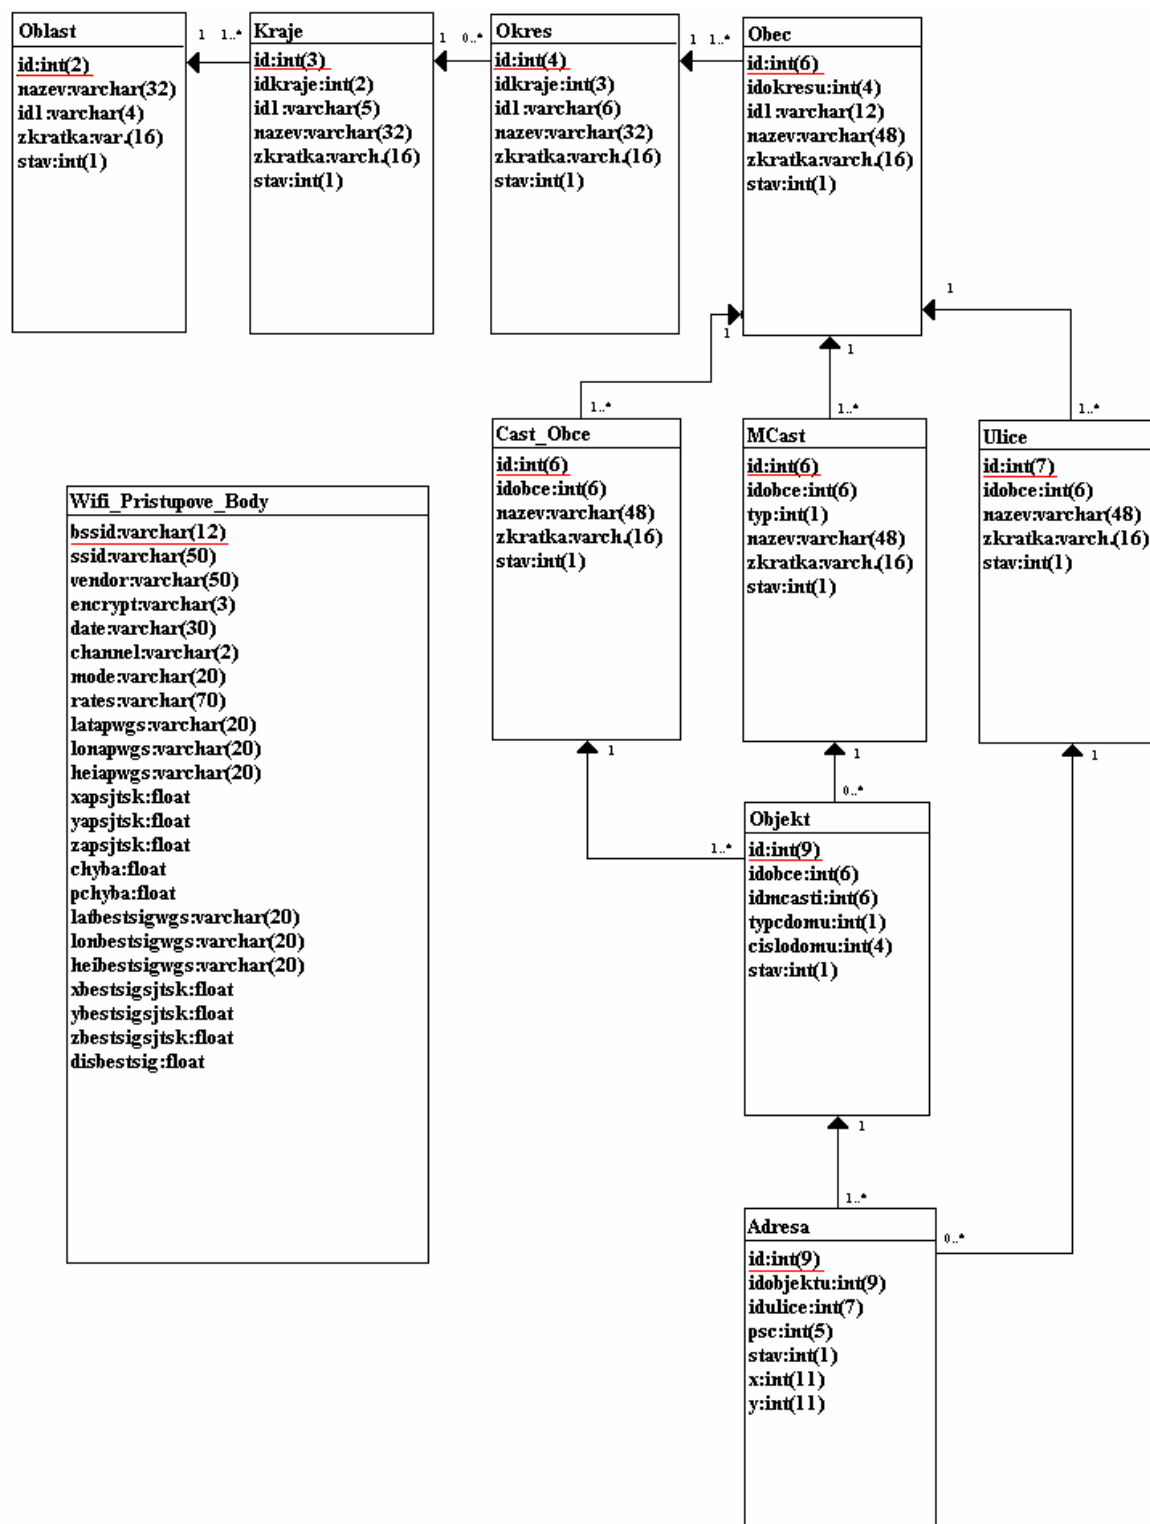 Oblast
id:int(2)
nazev:varchar(32)
idl:varchar(4)
zkratka:var.(16)
stav:int(1)
1 1..*
Kraje
id:int(3)
idkraje:int(2)
idl:varchar(5)
nazev:varchar(32)
zkratka:varch.(16)
stav:int(1)
1 0..*
Okres
id:int(4)
idkraje:int(3)
idl:varchar(6)
nazev:varchar(32)
zkratka:varch.(16)
stav:int(1)
1 1..*
Obec
id:int(6)
idokresu:int(4)
idl:varchar(12)
nazev:varchar(48)
zkratka:varch.(16)
stav:int(1)
1
1
1
1..*
1..*
1..*
Cast_Obce
id:int(6)
idobce:int(6)
nazev:varchar(48)
zkratka:varch.(16)
stav:int(1)
MCast
id:int(6)
idobce:int(6)
typ:int(1)
nazev:varchar(48)
zkratka:varch.(16)
stav:int(1)
Ulice
id:int(7)
idobce:int(6)
nazev:varchar(48)
zkratka:varch.(16)
stav:int(1)
Wifi_Pristupove_Body
bssid:varchar(12)
ssid:varchar(50)
vendor:varchar(50)
encrypt:varchar(3)
date:varchar(30)
channel:varchar(2)
mode:varchar(20)
rates:varchar(70)
latapwgs:varchar(20)
lonapwgs:varchar(20)
heiapwgs:varchar(20)
xapsjtsk:float
yapsjtsk:float
zapsjtsk:float
chyba:float
pchyba:float
latbestsigwgs:varchar(20)
lonbestsigwgs:varchar(20)
heibestsigwgs:varchar(20)
xbestsigsjtsk:float
ybestsigsjtsk:float
zbestsigsjtsk:float
disbestsig:float
1
1
1
0..*
1..*
Objekt
id:int(9)
idobce:int(6)
idmcasti:int(6)
typcdomu:int(1)
cislodomu:int(4)
stav:int(1)
1
1..*
0..*
Adresa
id:int(9)
idobjektu:int(9)
idulice:int(7)
psc:int(5)
stav:int(1)
x:int(11)
y:int(11)